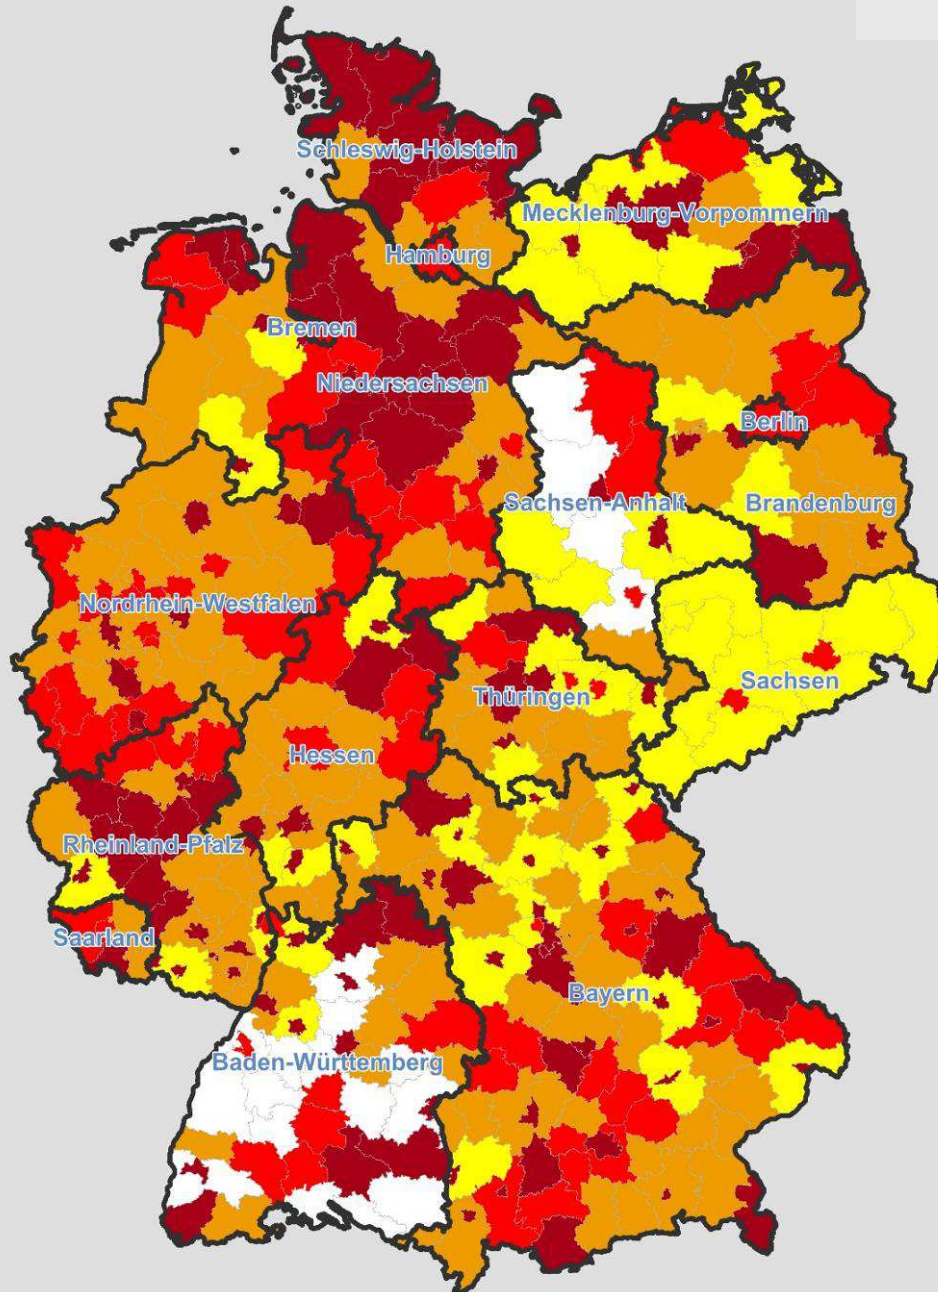 Schleswig-Holstein
Mecklenburg-Vorpommern
Hamburg
Bremen
Niedersachsen
Berlin
Sachsen-Anhalt
Brandenburg
Nordrhein-Westfalen
Sachsen
Thüringen
Hessen
Rheinland-Pfalz
Saarland
Bayern
Baden-Württemberg